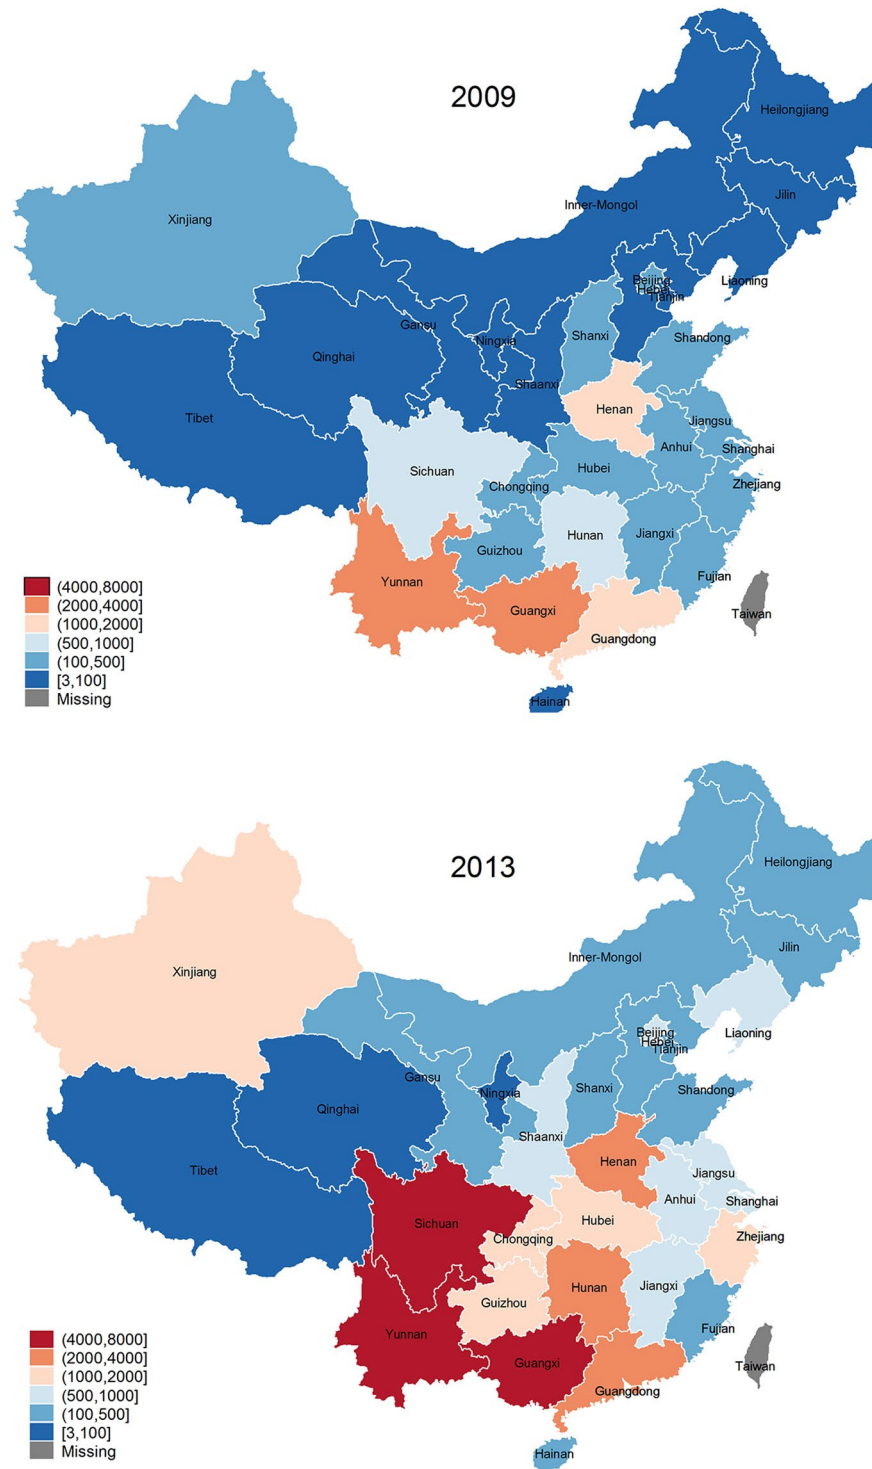 2009
Heilongjiang
Jilin
Inner-Mongol
Xinjiang
Beijing
Hebei
Tianjin
Liaoning
Gansu
Ningxia
Shanxi
Shandong
Qinghai
Shaanxi
Henan
Tibet
Jiangsu
Anhui
Shanghai
Sichuan
Hubei
Chongqing
Zhejiang
Hunan
Jiangxi
Guizhou
Fujian
Yunnan
Guangxi
Taiwan
Guangdong
Hainan
(4000,8000]
(2000,4000]
(1000,2000]
(500,1000]
(100,500]
[3,100]
Missing
2013
Heilongjiang
Jilin
Inner-Mongol
Xinjiang
Beijing
Hebei
Tianjin
Liaoning
Gansu
Ningxia
Shanxi
Shandong
Qinghai
Shaanxi
Henan
Tibet
Jiangsu
Anhui
Shanghai
Sichuan
Hubei
Chongqing
Zhejiang
Hunan
Jiangxi
Guizhou
Fujian
Yunnan
Guangxi
Taiwan
Guangdong
Hainan
(4000,8000]
(2000,4000]
(1000,2000]
(500,1000]
(100,500]
[3,100]
Missing